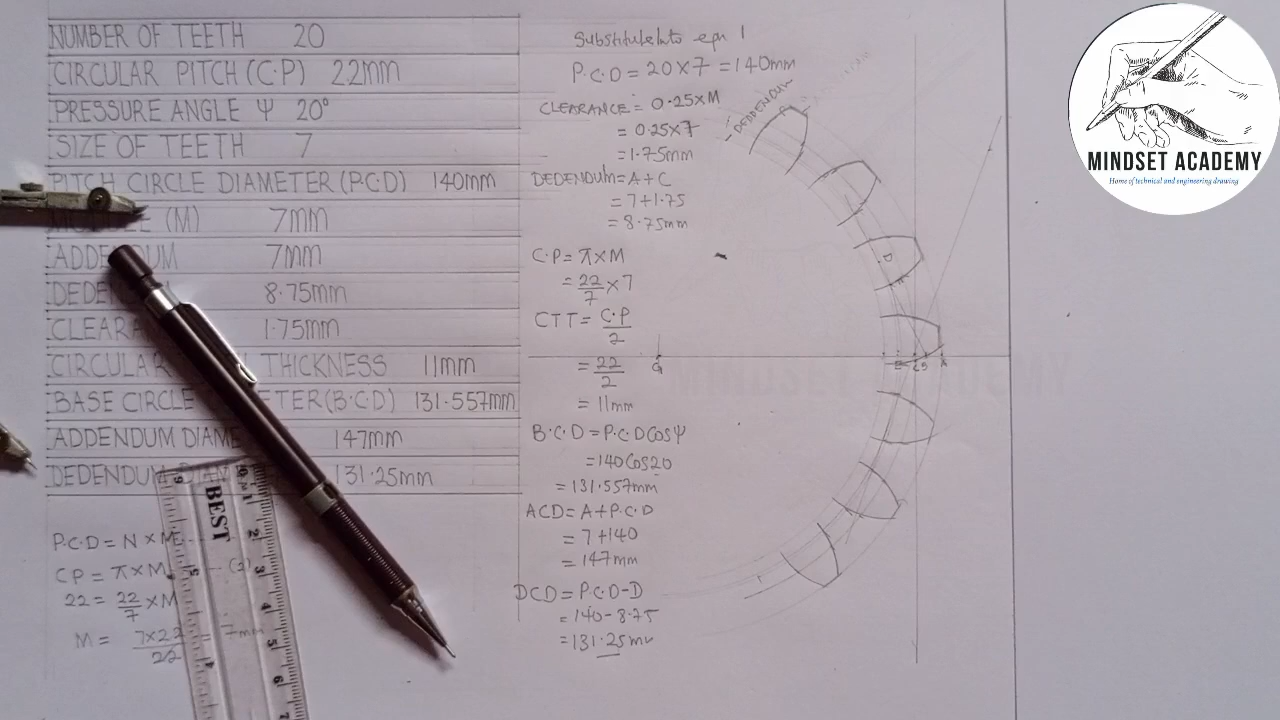 NUMBER OF TEETH 20
CIRCULAR PITCH (C.P) 22mm
PRESSURE ANGLE Ψ 20°
SIZE OF TEETH 7
PITCH CIRCLE DIAMETER (P.C.D) 140mm
(M) 7mm
7mm
8.75mm
1.75mm
CIRCULAR THICKNESS 11mm
BASE CIRCLE (B.C.D) 131.557mm
ADDENDUM 147mm
DEDENDUM 131.25mm
P.C.D = N × M
CP = π × M (2)
22 = 22/7 × M
M = 7×22/22 = 7mm
Substitute into eqn 1
P.C.D = 20 × 7 = 140mm
CLEARANCE = 0.25 × M
= 0.25 × 7
= 1.75mm
DEDENDUM = A + C
= 7 + 1.75
= 8.75mm
C.P = π × M
= 22/7 × 7
CTT = C.P/2
= 22/2
= 11mm
B.C.D = P.C.D Cos Ψ
= 140 Cos 20
= 131.557mm
ACD = A + P.C.D
= 7 + 140
= 147mm
DCD = P.C.D - D
= 140 - 8.75
= 131.25mm
DEDENDUM
G
D
BEST
MINDSET ACADEMY
Home of technical and engineering drawing